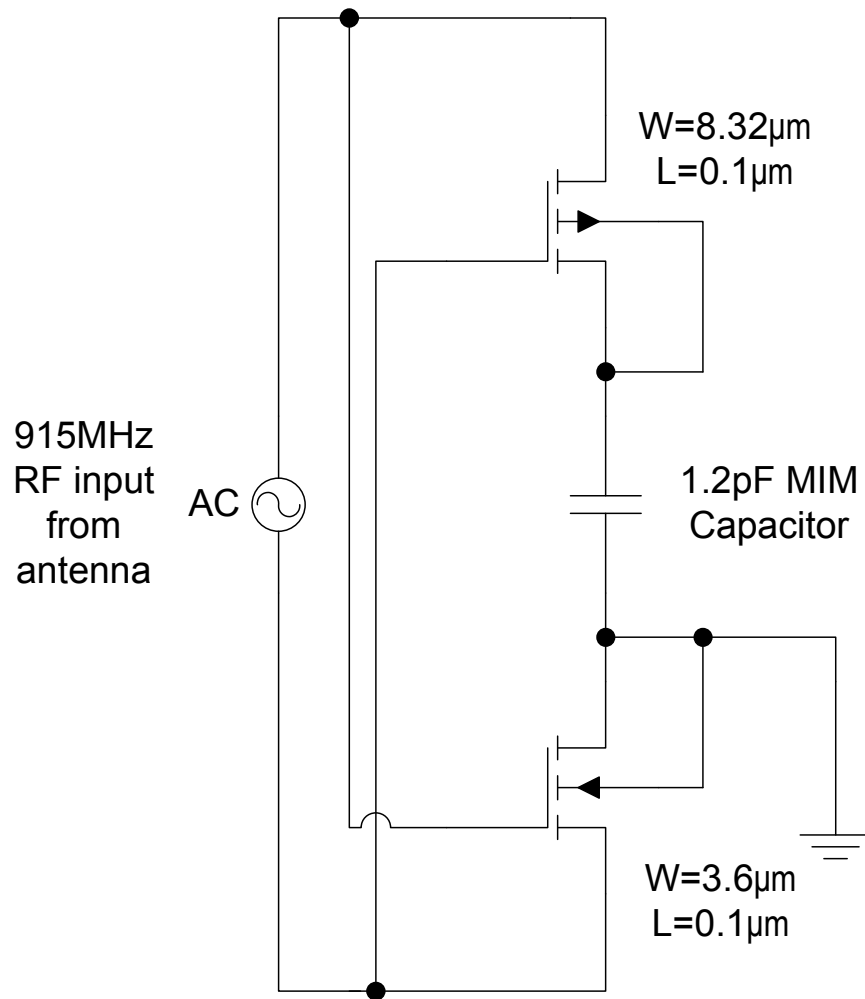 W=8.32µm
L=0.1µm
915MHz
RF input
from
antenna
AC
1.2pF MIM
Capacitor
W=3.6µm
L=0.1µm